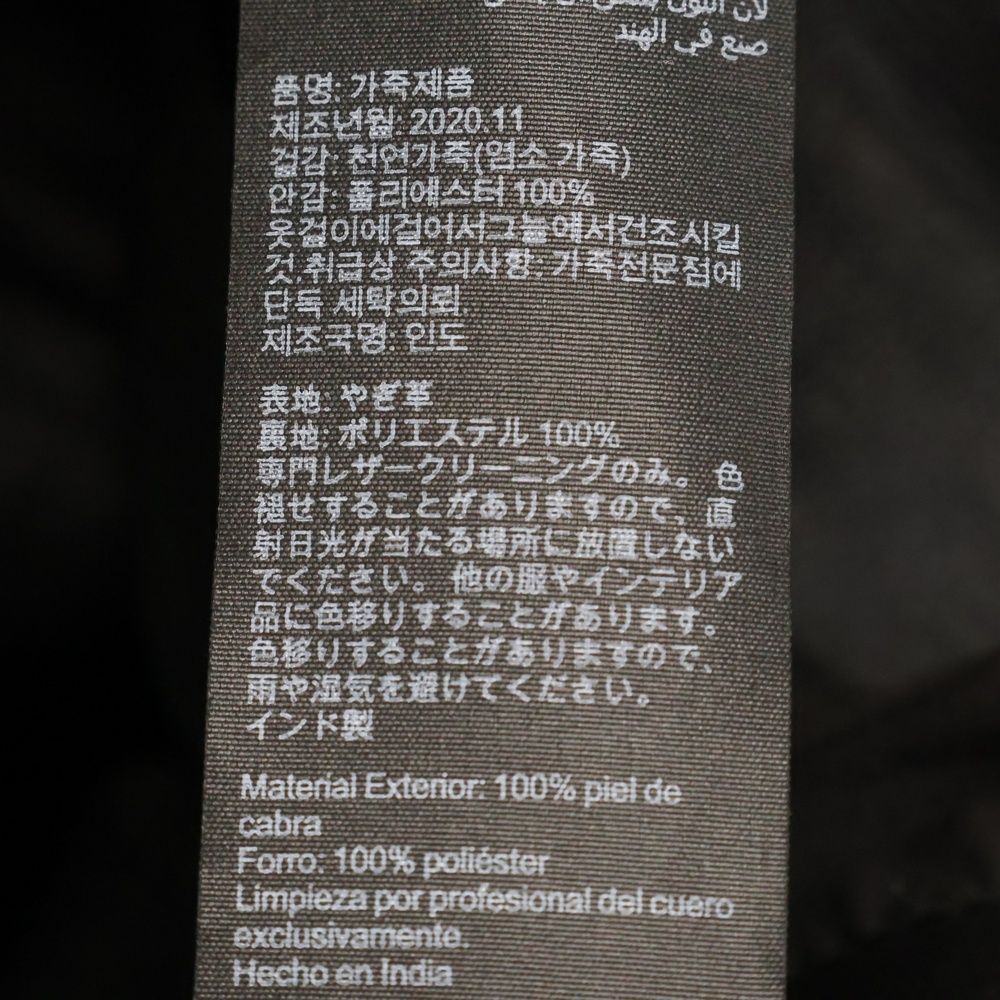 لأن اللون
صنع في الهند
품명: 가죽제품
제조년월: 2020.11
겉감: 천연가죽(염소 가죽)
안감: 폴리에스터 100%
옷걸이에걸어서그늘에서건조시킬
것.취급상 주의사항: 가죽전문점에
단독 세탁의뢰.
제조국명: 인도
表地: やぎ革
裏地: ポリエステル 100%
専門レザークリーニングのみ。 色
褪せすることがありますので、直
射日光が当たる場所に放置しない
でください。 他の服やインテリア
品に色移りすることがあります。
色移りすることがありますので、
雨や湿気を避けてください。
インド製
Material Exterior: 100% piel de
cabra
Forro: 100% poliéster
Limpieza por profesional del cuero
exclusivamente.
Hecho en India